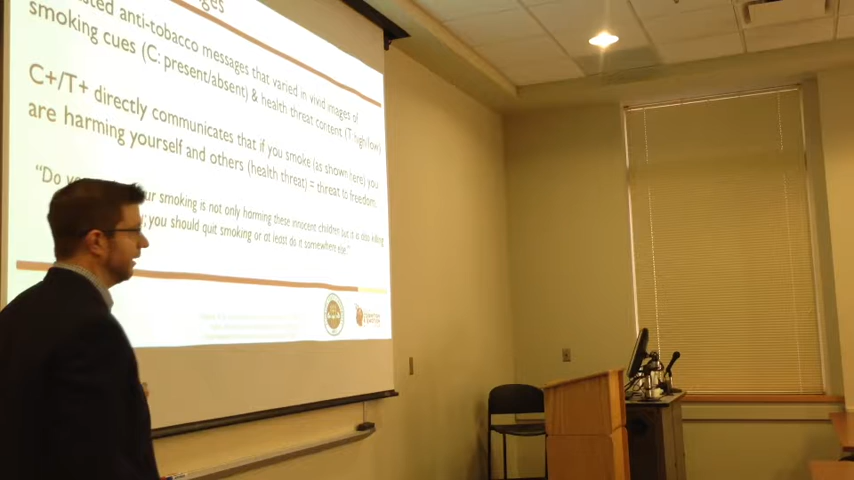 anti-tobacco messages that varied in vivid images of
smoking cues (C: present/absent) & health threat content (T: high/low)
C+/T+ directly communicates that if you smoke (as shown here) you
are harming yourself and others (health threat) = threat to freedom.
"Do
ur smoking is not only harming these innocent children but it is also killing
you should quit smoking or at least do it somewhere else."